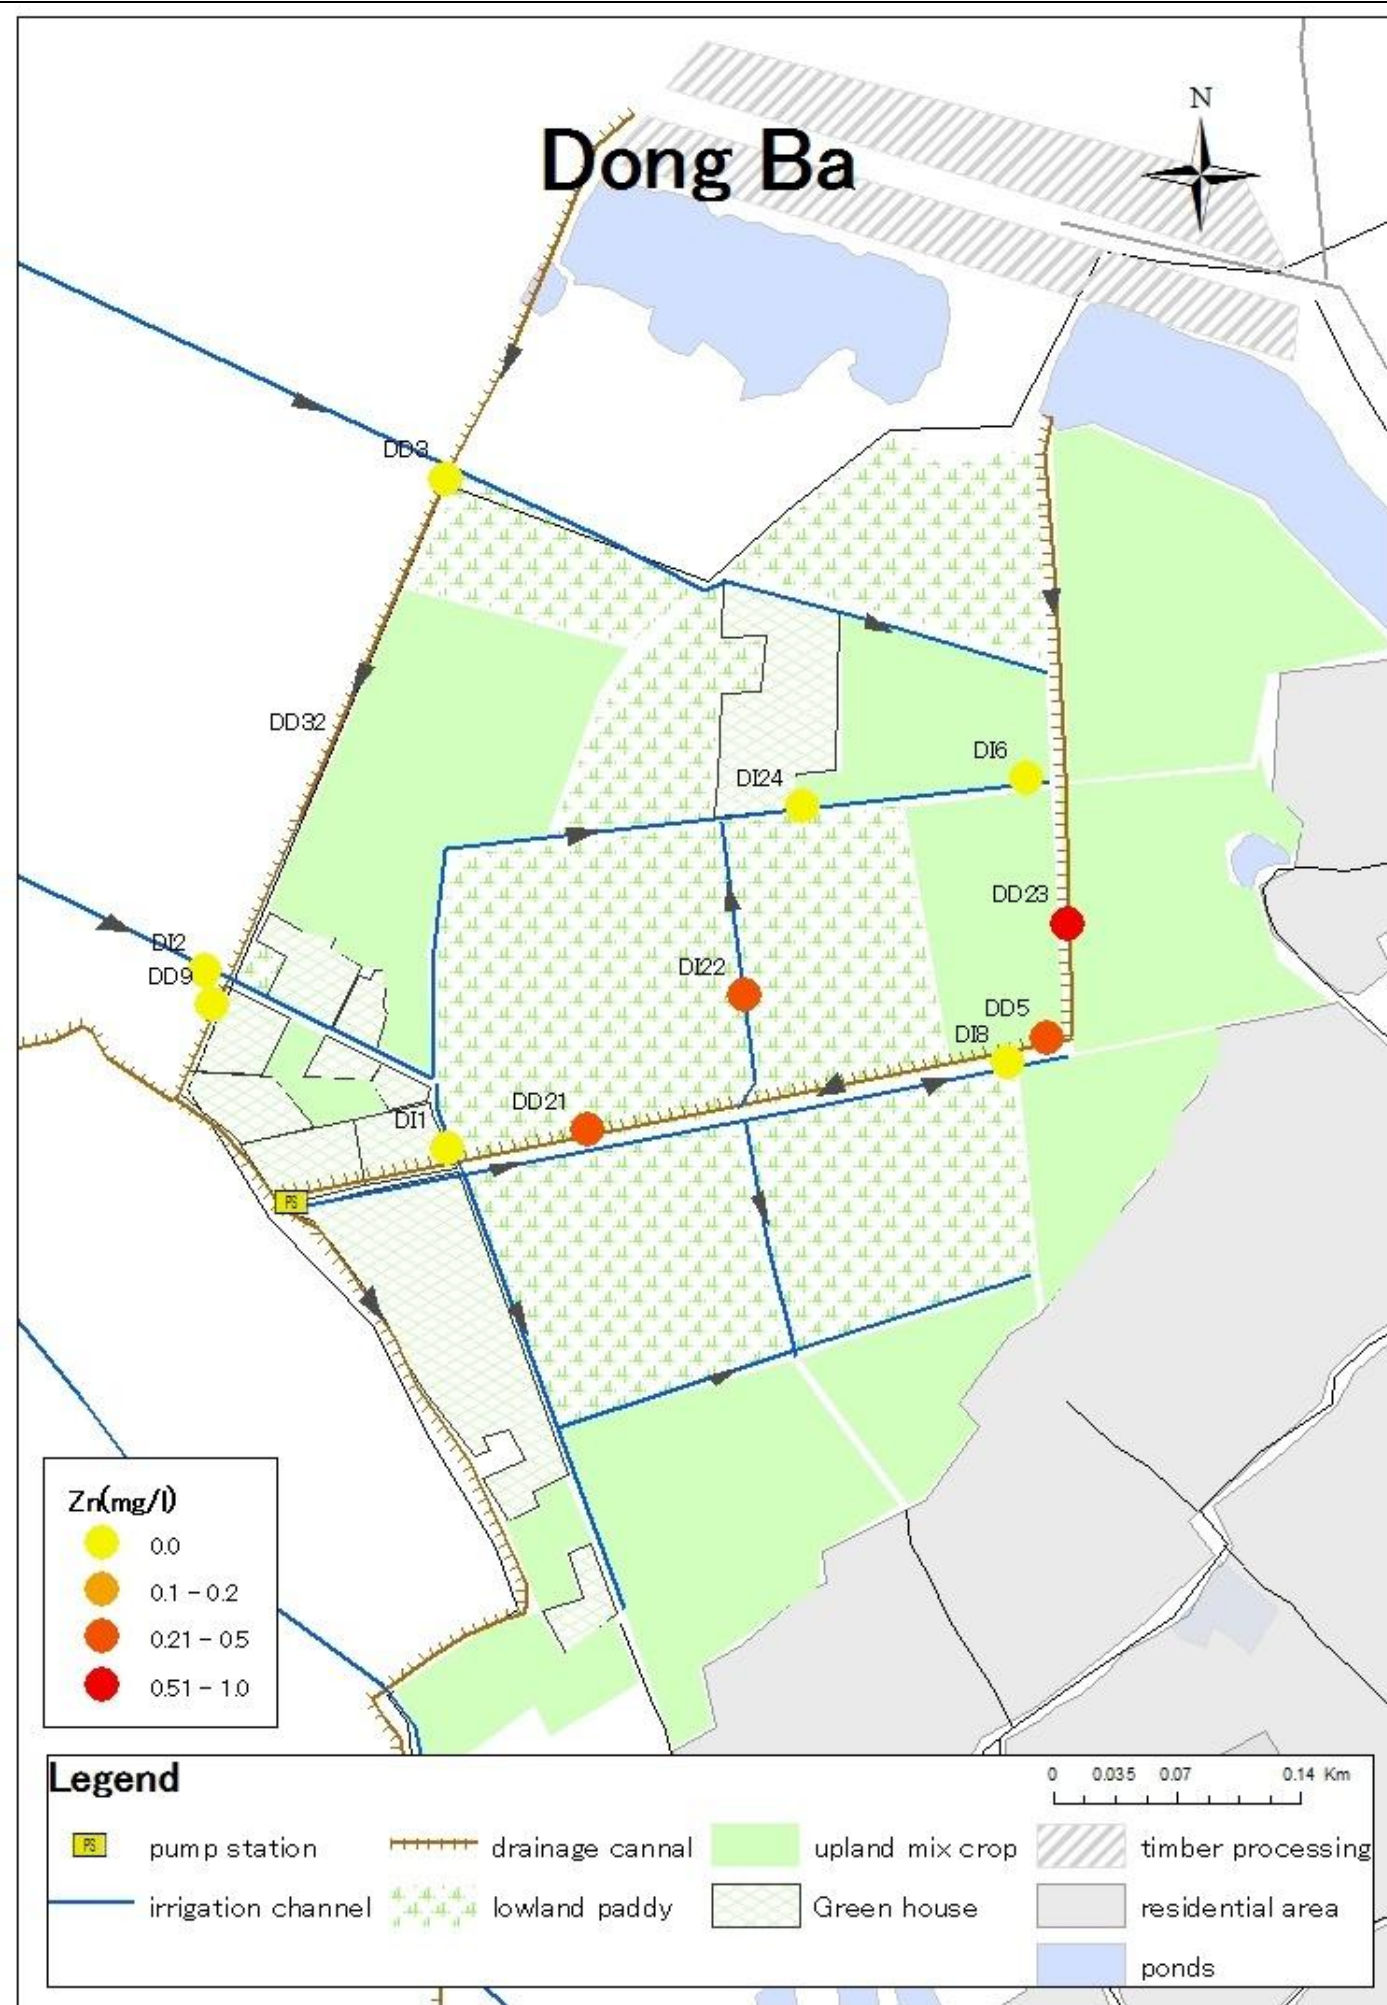 N
Dong Ba
DD3
DD32
DI6
DI24
DD23
DI2
DI22
DD9
DD5
DI8
DD21
DI1
PS
Zn(mg/l)
0.0
0.1 - 0.2
0.21 - 0.5
0.51 - 1.0
Legend
0 0.035 0.07 0.14 Km
PS pump station drainage cannal upland mix crop timber processing
irrigation channel lowland paddy Green house residential area
ponds